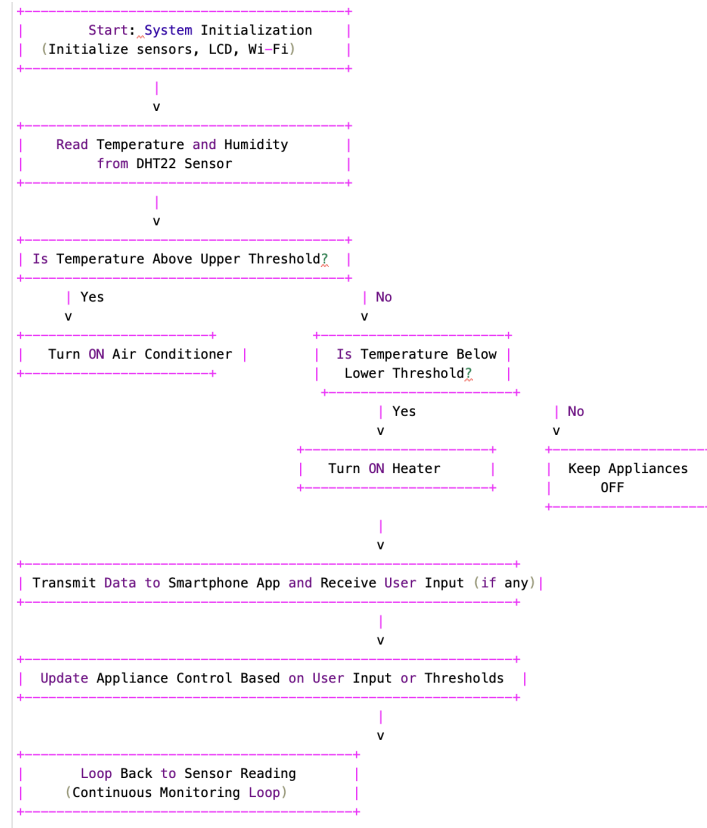 Start: System Initialization
(Initialize sensors, LCD, Wi-Fi)
v
Read Temperature and Humidity
from DHT22 Sensor
v
Is Temperature Above Upper Threshold?
Yes
No
v
v
Turn ON Air Conditioner
Is Temperature Below
Lower Threshold?
Yes
No
v
v
Turn ON Heater
Keep Appliances
OFF
v
Transmit Data to Smartphone App and Receive User Input (if any)
v
Update Appliance Control Based on User Input or Thresholds
v
Loop Back to Sensor Reading
(Continuous Monitoring Loop)